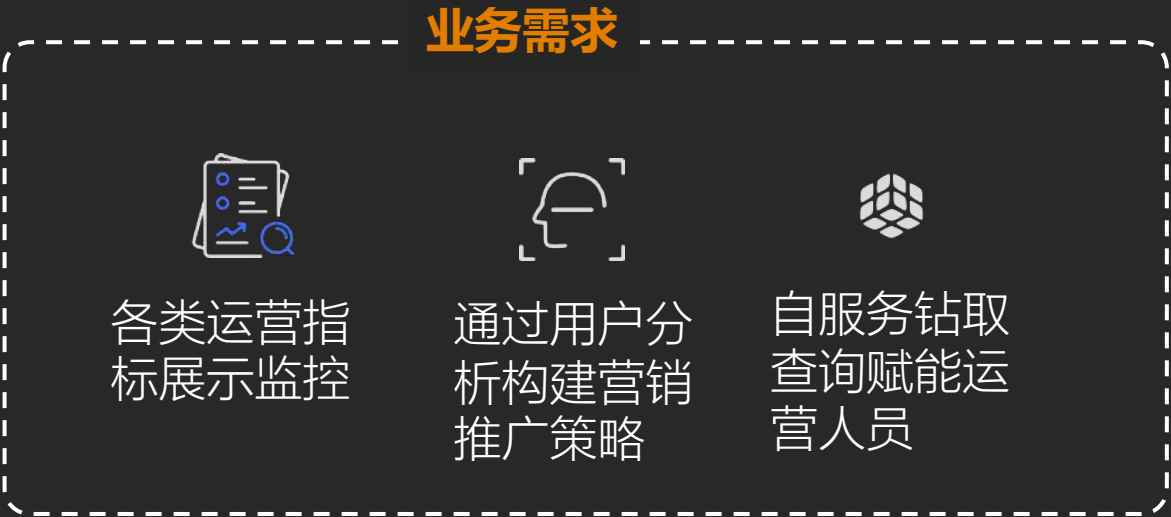 业务需求
各类运营指
标展示监控
通过用户分
析构建营销
推广策略
自服务钻取
查询赋能运
营人员